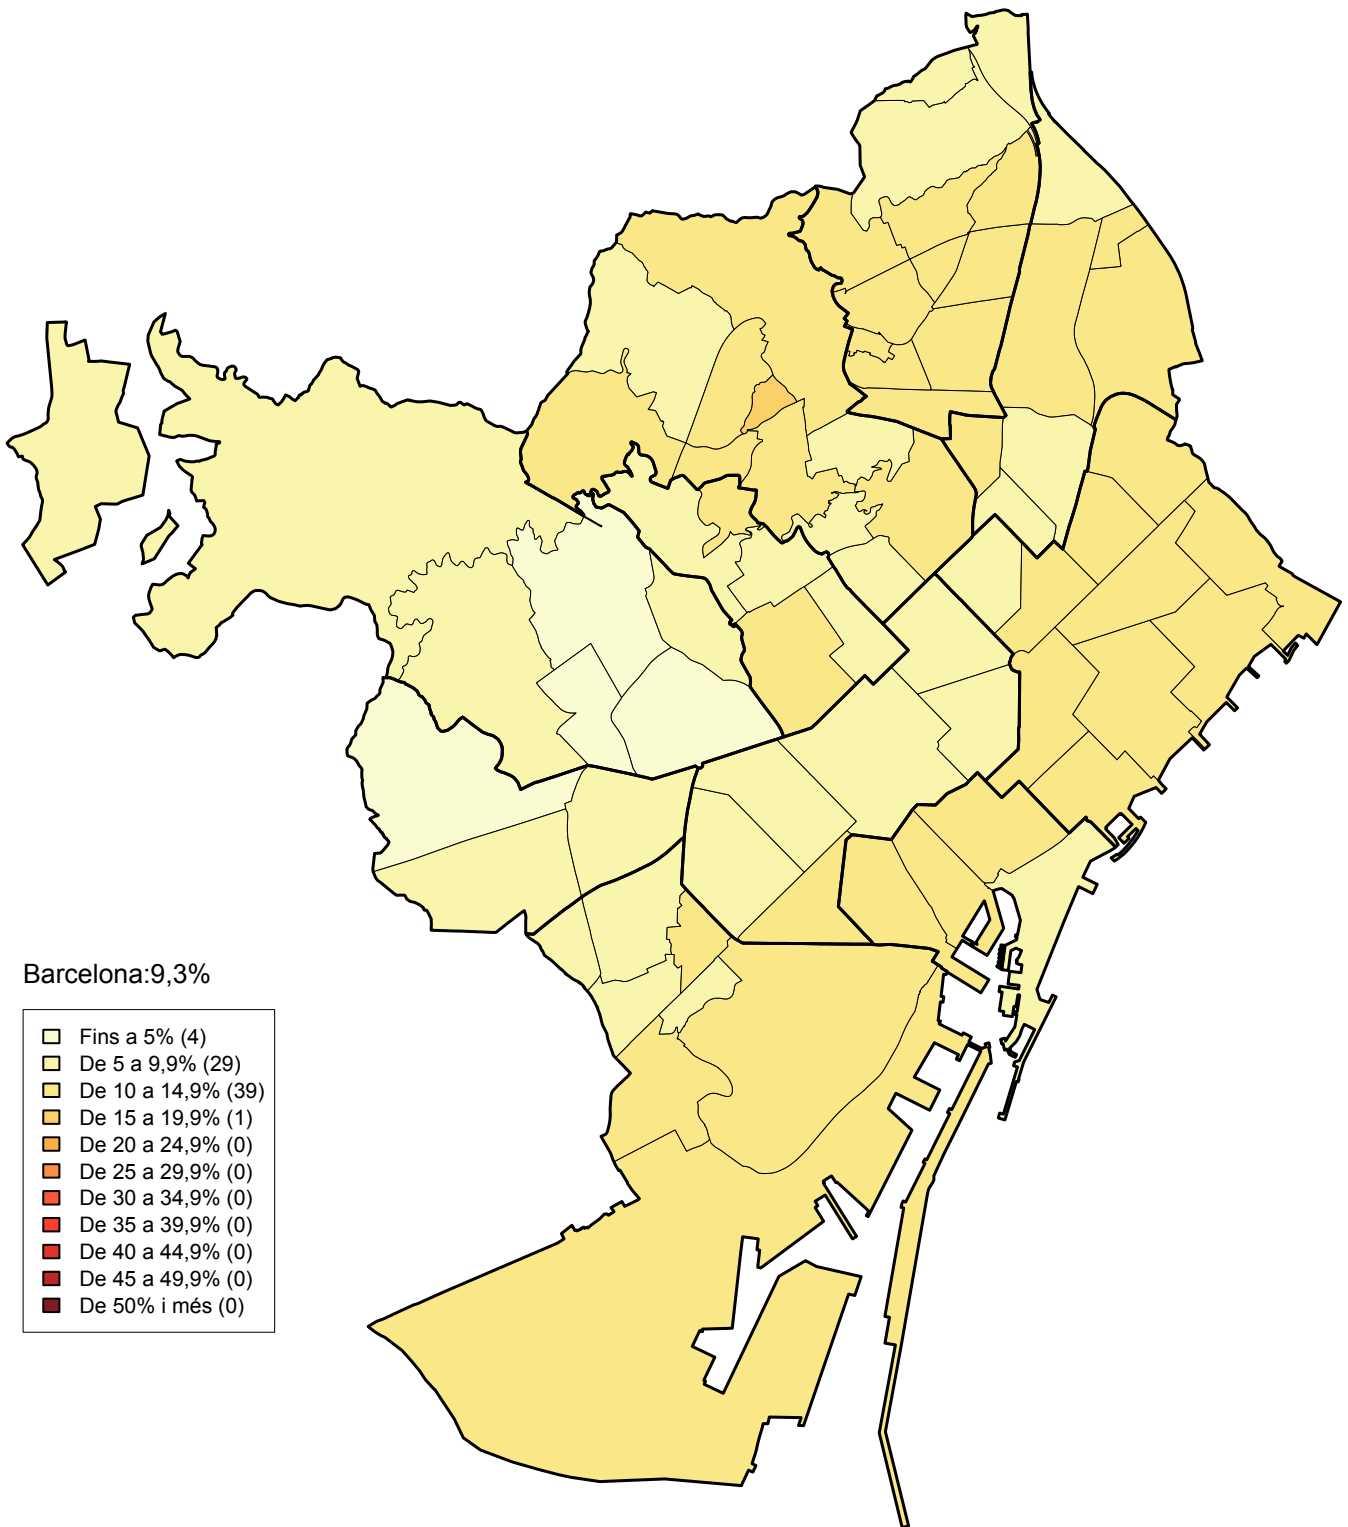 Barcelona:9,3%
Fins a 5% (4)
De 5 a 9,9% (29)
De 10 a 14,9% (39)
De 15 a 19,9% (1)
De 20 a 24,9% (0)
De 25 a 29,9% (0)
De 30 a 34,9% (0)
De 35 a 39,9% (0)
De 40 a 44,9% (0)
De 45 a 49,9% (0)
De 50% i més (0)